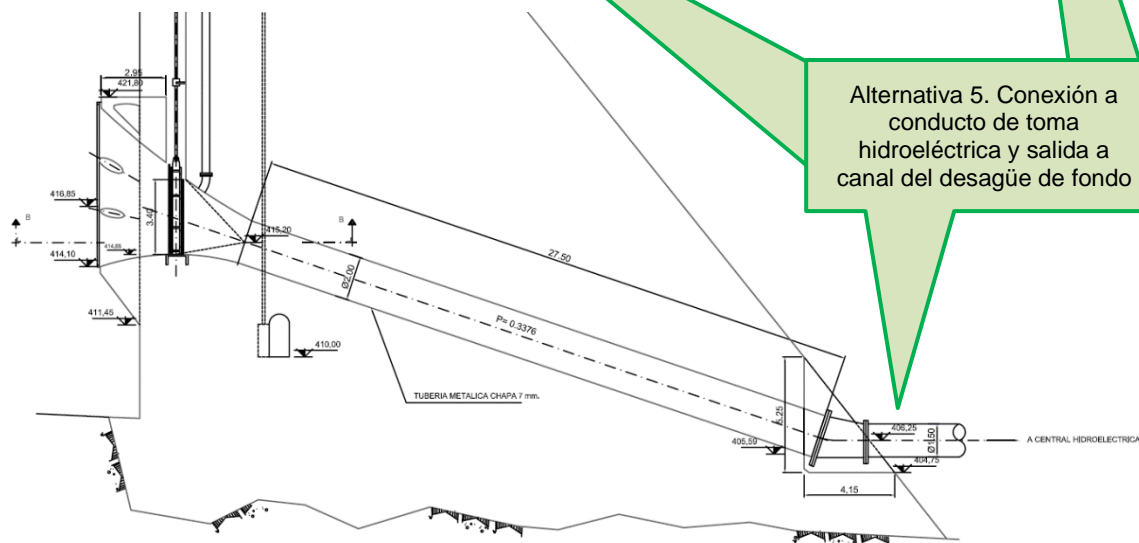 Alternativa 5. Conexión a
conducto de toma
hidroeléctrica y salida a
canal del desagüe de fondo
2,95
421,80
416,85
B
B
3,40
415,20
414,85
414,10
27.50
Ø2,00
411,45
P= 0.3376
410,00
TUBERIA METALICA CHAPA 7 mm.
5,25
406,25
Ø1,50
A CENTRAL HIDROELECTRICA
405,59
404,75
4,15